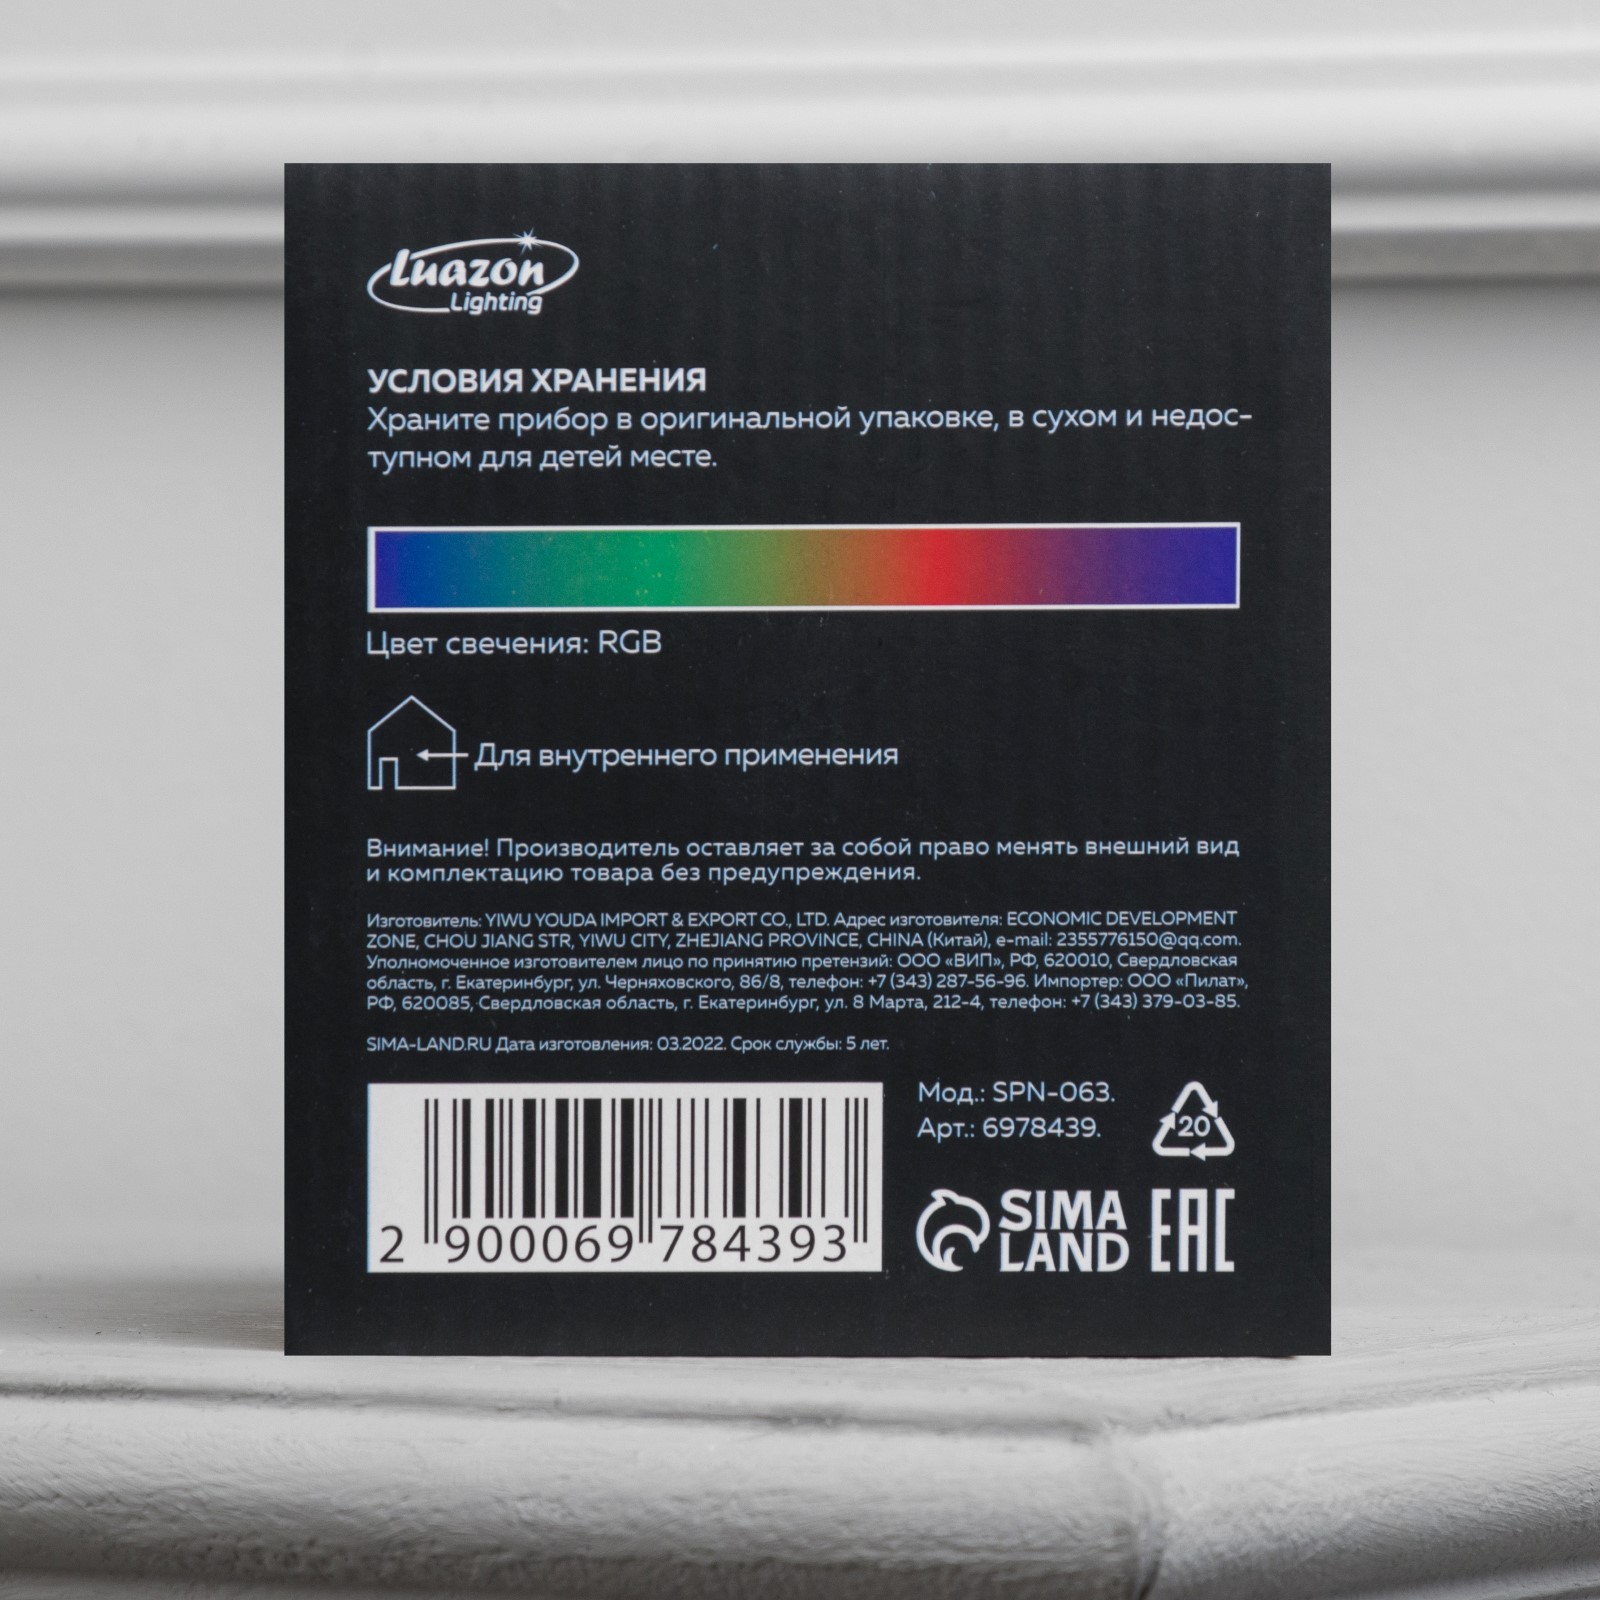 Luazon
Lighting
УСЛОВИЯ ХРАНЕНИЯ
Храните прибор в оригинальной упаковке, в сухом и недос-
тупном для детей месте.
Цвет свечения: RGB
Для внутреннего применения
Внимание! Производитель оставляет за собой право менять внешний вид
и комплектацию товара без предупреждения.
Изготовитель: YIWU YOUDA IMPORT & EXPORT CO., LTD. Адрес изготовителя: ECONOMIC DEVELOPMENT
ZONE, CHOU JIANG STR, YIWU CITY, ZHEJIANG PROVINCE, CHINA (Китай), e-mail: 2355776150@qq.com.
Уполномоченное изготовителем лицо по принятию претензий: ООО «ВИП», РФ, 620010, Свердловская
область, г. Екатеринбург, ул. Черняховского, 86/8, телефон: +7 (343) 287-56-96. Импортер: ООО «Пилат»,
РФ, 620085, Свердловская область, г. Екатеринбург, ул. 8 Марта, 212-4, телефон: +7 (343) 379-03-85.
SIMA-LAND.RU Дата изготовления: 03.2022. Срок службы: 5 лет.
2 900069 784393
Мод.: SPN-063.
Арт.: 6978439.
20
SIMA
LAND
EAC